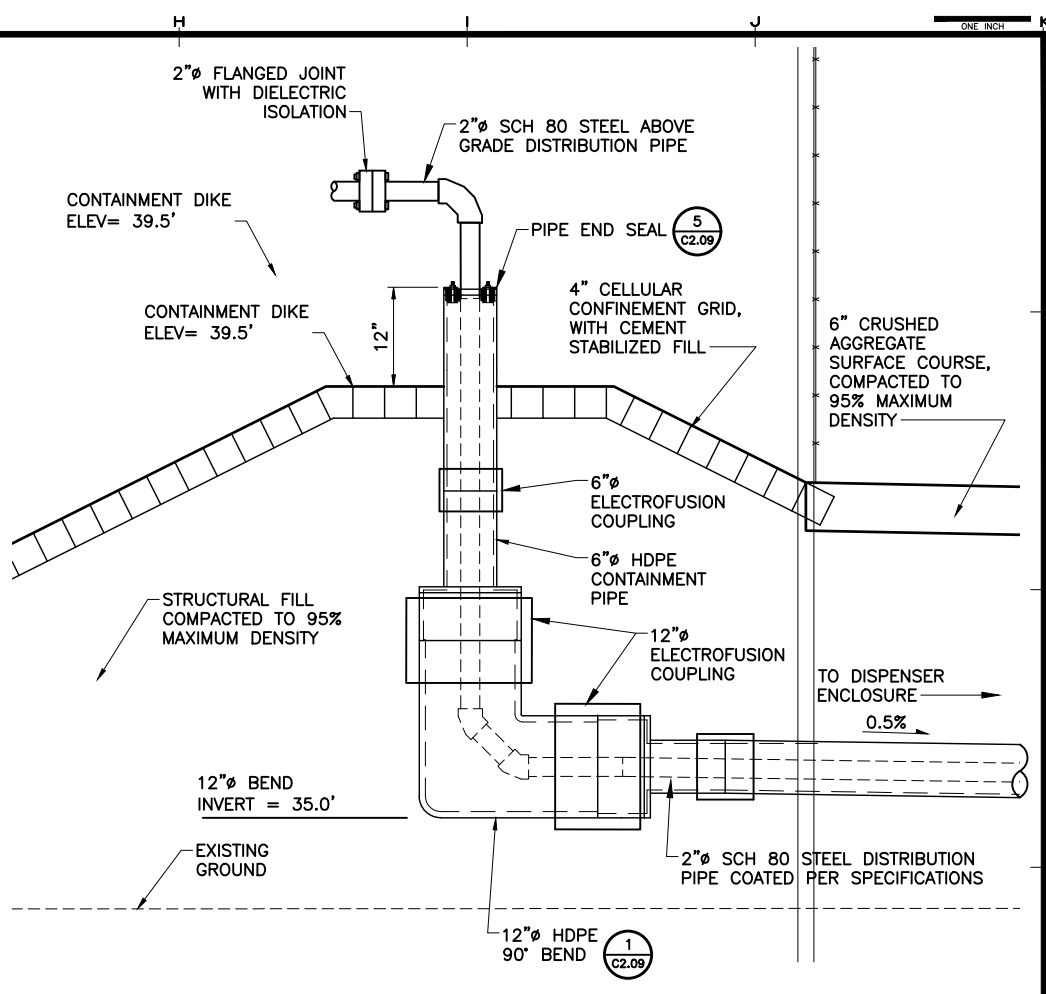 H
I
J
K
ONE INCH
2"ø FLANGED JOINT
WITH DIELECTRIC
ISOLATION
2"ø SCH 80 STEEL ABOVE
GRADE DISTRIBUTION PIPE
CONTAINMENT DIKE
ELEV= 39.5'
PIPE END SEAL
5
C2.09
CONTAINMENT DIKE
ELEV= 39.5'
12"
4" CELLULAR
CONFINEMENT GRID,
WITH CEMENT
STABILIZED FILL
6" CRUSHED
AGGREGATE
SURFACE COURSE,
COMPACTED TO
95% MAXIMUM
DENSITY
6"ø
ELECTROFUSION
COUPLING
6"ø HDPE
CONTAINMENT
PIPE
STRUCTURAL FILL
COMPACTED TO 95%
MAXIMUM DENSITY
12"ø
ELECTROFUSION
COUPLING
TO DISPENSER
ENCLOSURE
0.5%
12"ø BEND
INVERT = 35.0'
EXISTING
GROUND
2"ø SCH 80 STEEL DISTRIBUTION
PIPE COATED PER SPECIFICATIONS
12"ø HDPE
90° BEND
1
C2.09